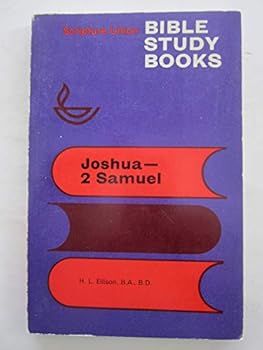 Scripture Union BIBLE
STUDY
BOOKS
Joshua—
2 Samuel
H. L. Ellison, B.A., B.D.